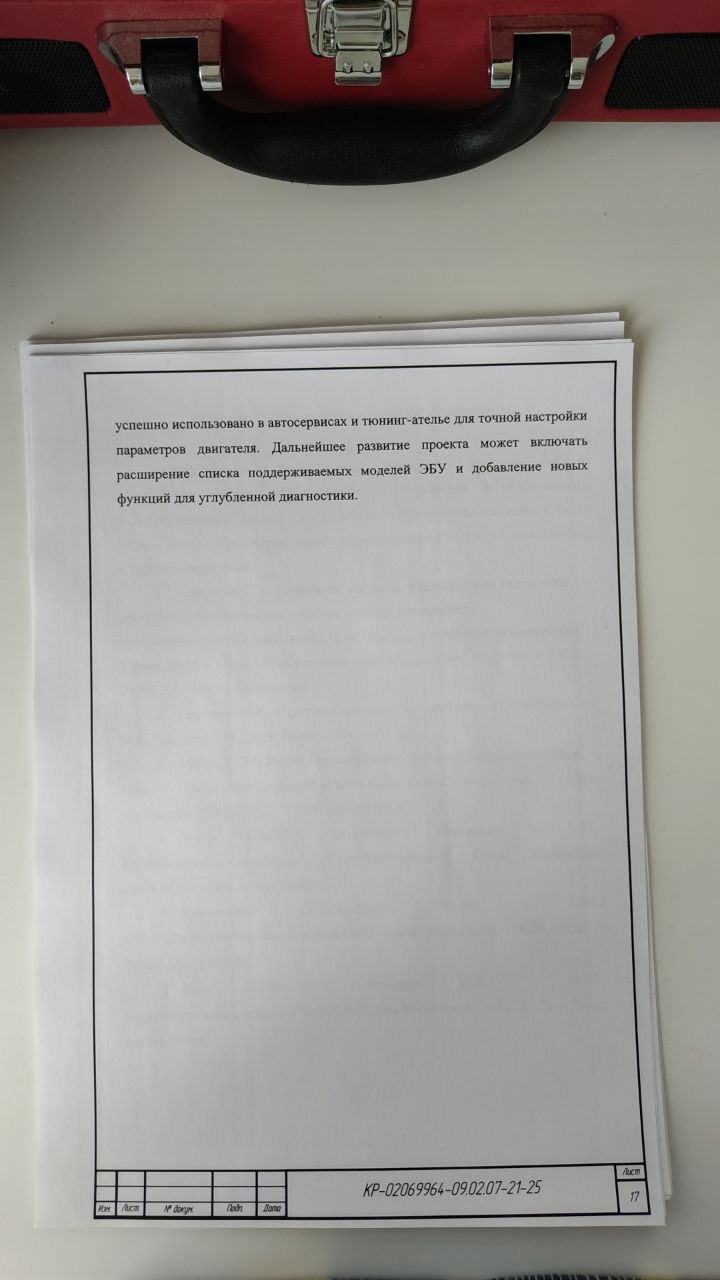 успешно использовано в автосервисах и тюнинг-ателье для точной настройки
параметров двигателя. Дальнейшее развитие проекта может включать
расширение списка поддерживаемых моделей ЭБУ и добавление новых
функций для углубленной диагностики.
КР-02069964-09.02.07-21-25
Лист
17
Изм. Лист. № докум. Подп. Дата